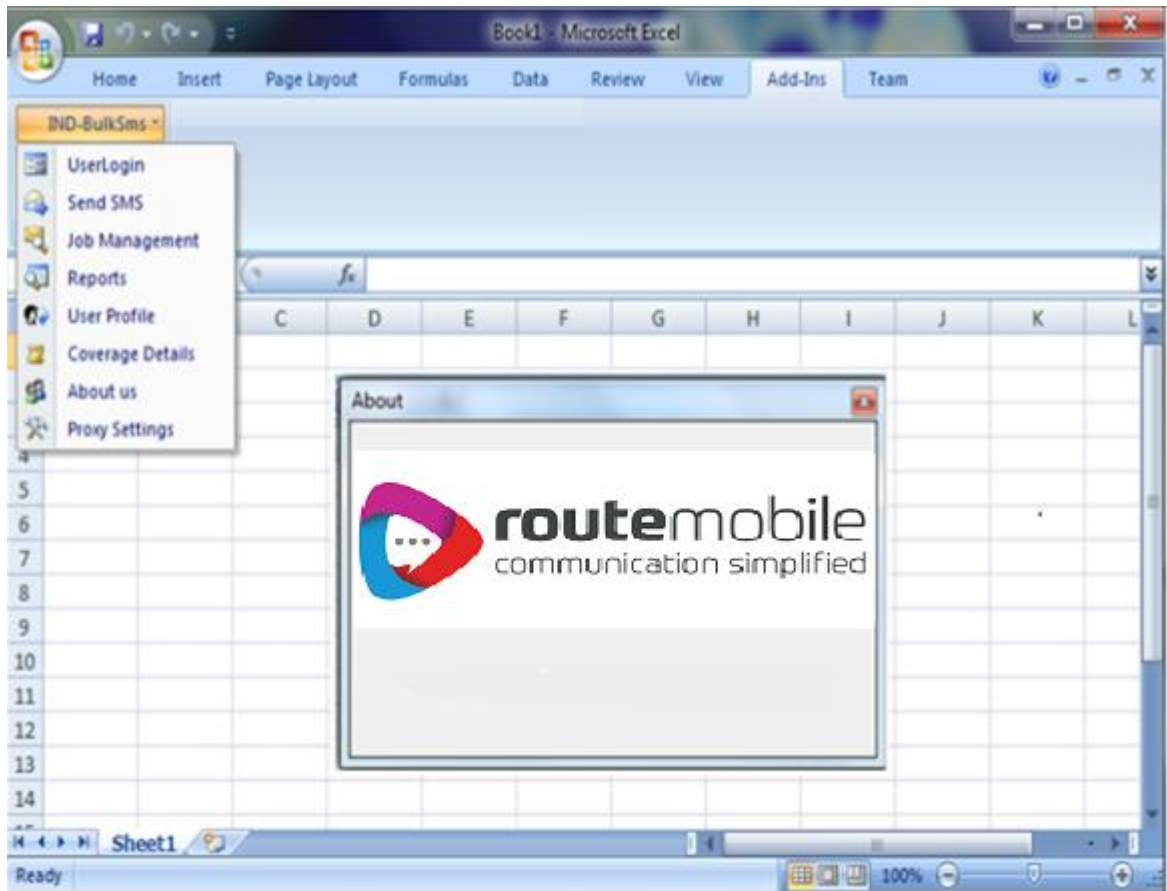 Book1 - Microsoft Excel
Home Insert Page Layout Formulas Data Review View Add-Ins Team
IND-BulkSms
UserLogin
Send SMS
Job Management
Reports
User Profile
Coverage Details
About us
Proxy Settings
fx
C D E F G H I J K L
About
routemobile
communication simplified
4
5
6
7
8
9
10
11
12
13
14
Sheet1
Ready 100%